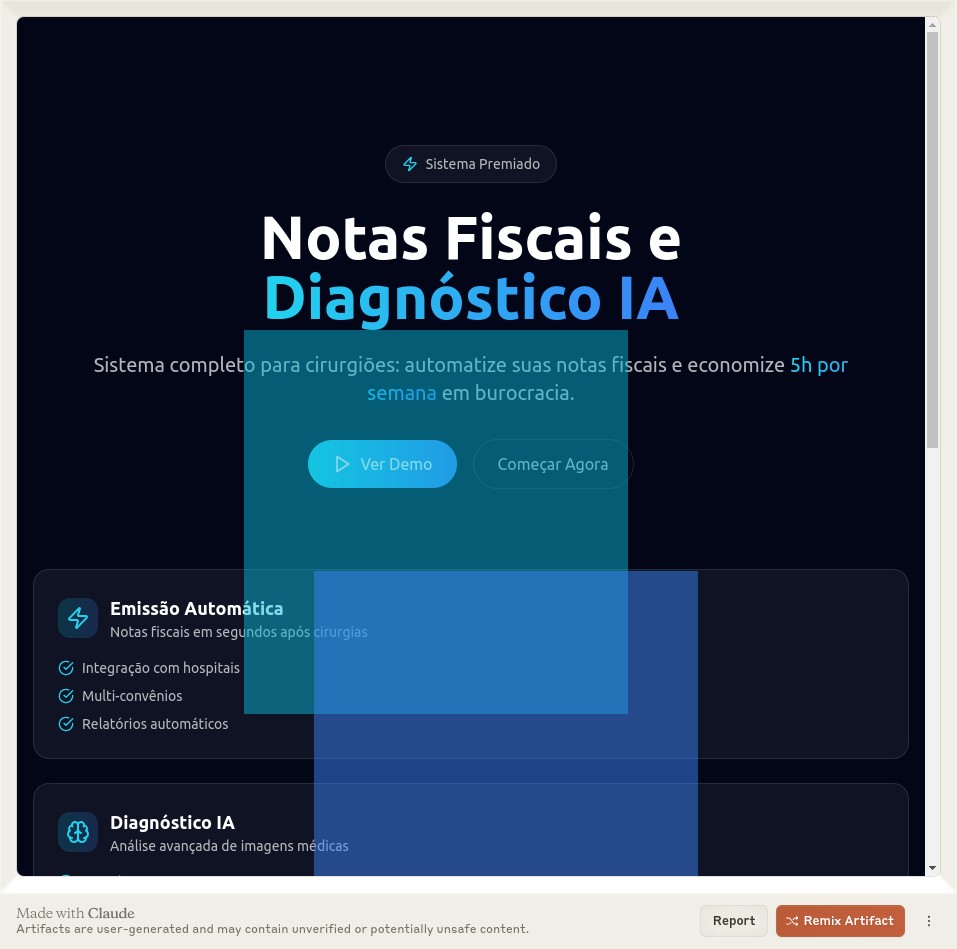 Sistema Premiado
Notas Fiscais e
Diagnóstico IA
Sistema completo para cirurgiões: automatize suas notas fiscais e economize 5h por
semana em burocracia.
Ver Demo
Começar Agora
Emissão Automática
Notas fiscais em segundos após cirurgias
Integração com hospitais
Multi-convênios
Relatórios automáticos
Diagnóstico IA
Análise avançada de imagens médicas
Made with Claude
Artifacts are user-generated and may contain unverified or potentially unsafe content.
Report
Remix Artifact